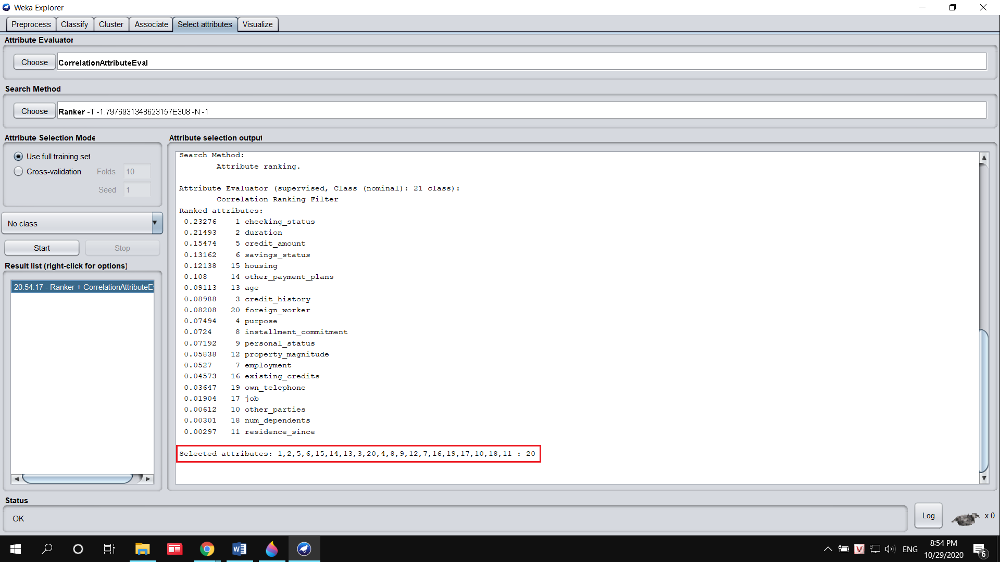 Weka Explorer
Preprocess Classify Cluster Associate Select attributes Visualize
Attribute Evaluator
Choose CorrelationAttributeEval
Search Method
Choose Ranker -T -1.7976931348623157E308 -N -1
Attribute Selection Mode
Use full training set
Cross-validation Folds 10
Seed 1
No class
Start Stop
Result list (right-click for options)
20:54:17 - Ranker + CorrelationAttributeE
Attribute selection output
Search Method:
Attribute ranking.
Attribute Evaluator (supervised, Class (nominal): 21 class):
Correlation Ranking Filter
Ranked attributes:
0.23276 1 checking_status
0.21493 2 duration
0.15474 5 credit_amount
0.13162 6 savings_status
0.12138 15 housing
0.108 14 other_payment_plans
0.09113 13 age
0.08988 3 credit_history
0.08208 20 foreign_worker
0.07494 4 purpose
0.0724 8 installment_commitment
0.07192 9 personal_status
0.05838 12 property_magnitude
0.0527 7 employment
0.04573 16 existing_credits
0.03647 19 own_telephone
0.01904 17 job
0.00612 10 other_parties
0.00301 18 num_dependents
0.00297 11 residence_since
Selected attributes: 1,2,5,6,15,14,13,3,20,4,8,9,12,7,16,19,17,10,18,11 : 20
Status
OK
Log
x 0
ENG
8:54 PM
10/29/2020
6